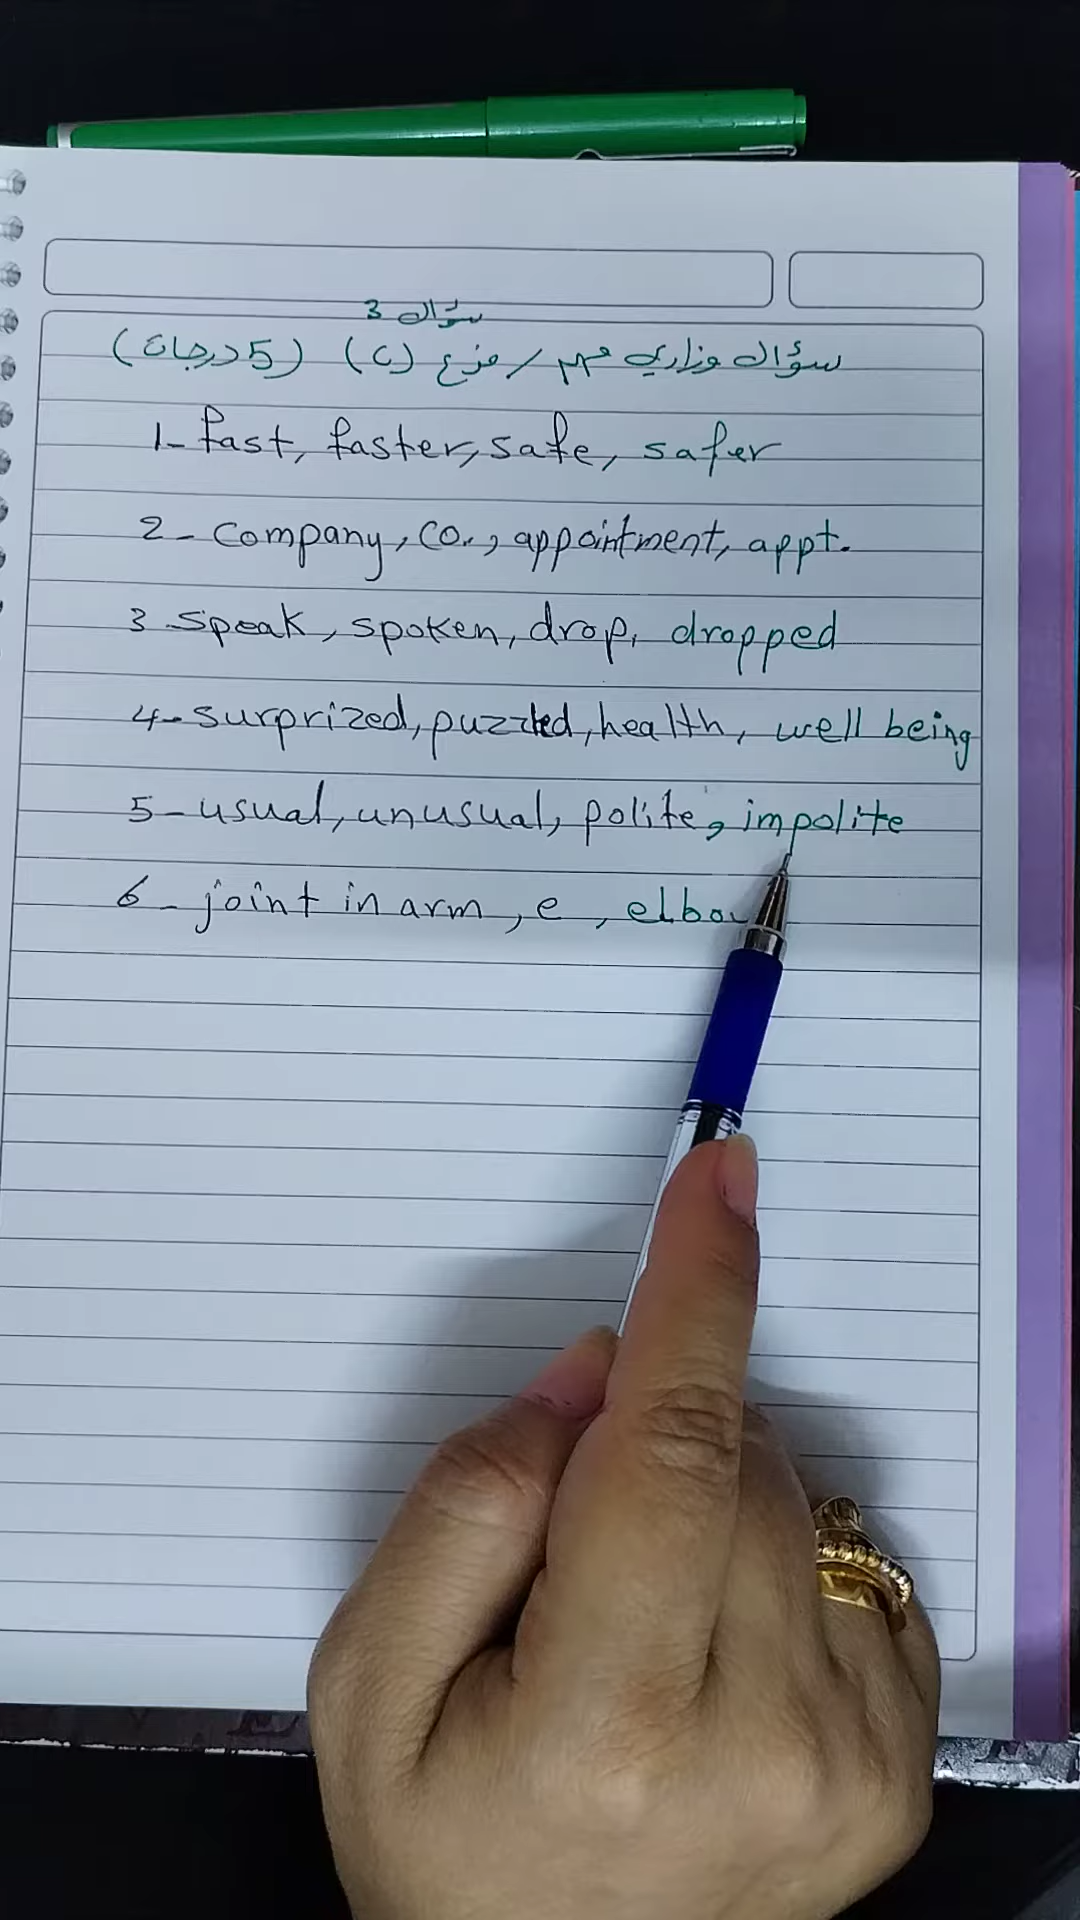 سؤال 3
سؤال وزاري مهم / فرع (C) (5 درجات)
1- fast, faster, safe, safer
2- Company, Co., appointment, appt.
3 Speak, spoken, drop, dropped
4- surprized, puzzled, health, well being
5- usual, unusual, polite, impolite
6- joint in arm, e, elbow